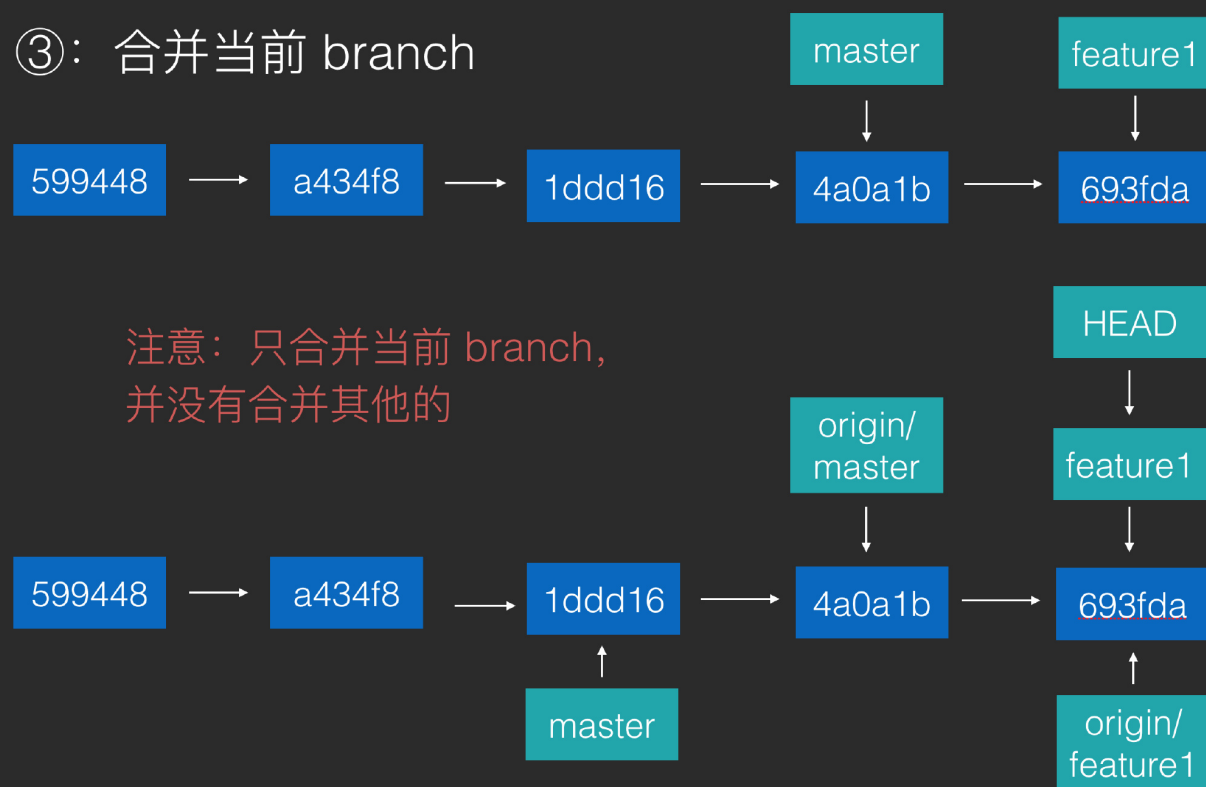 ③：合并当前 branch
master
feature1
599448
a434f8
1ddd16
4a0a1b
693fda
HEAD
注意：只合并当前 branch，
并没有合并其他的
origin/
master
feature1
599448
a434f8
1ddd16
4a0a1b
693fda
master
origin/
feature1